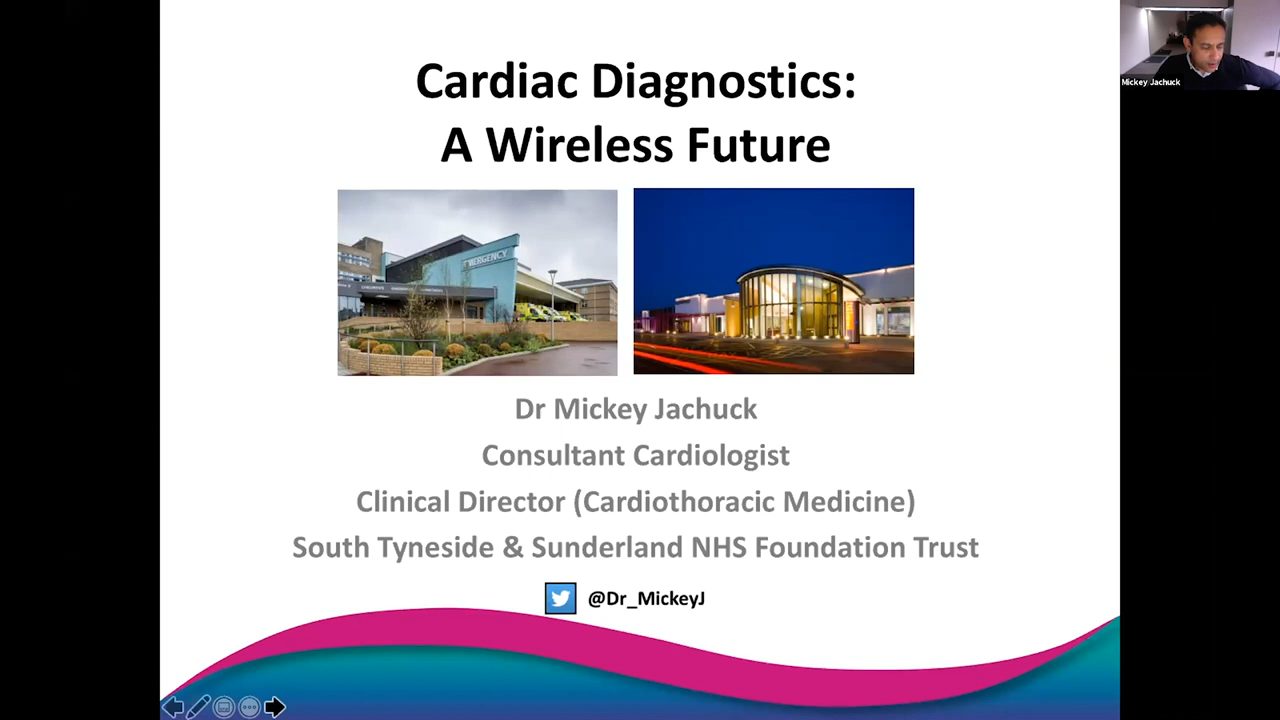 Cardiac Diagnostics:
A Wireless Future
Mickey Jachuck
EMERGENCY
Dr Mickey Jachuck
Consultant Cardiologist
Clinical Director (Cardiothoracic Medicine)
South Tyneside & Sunderland NHS Foundation Trust
@Dr_MickeyJ